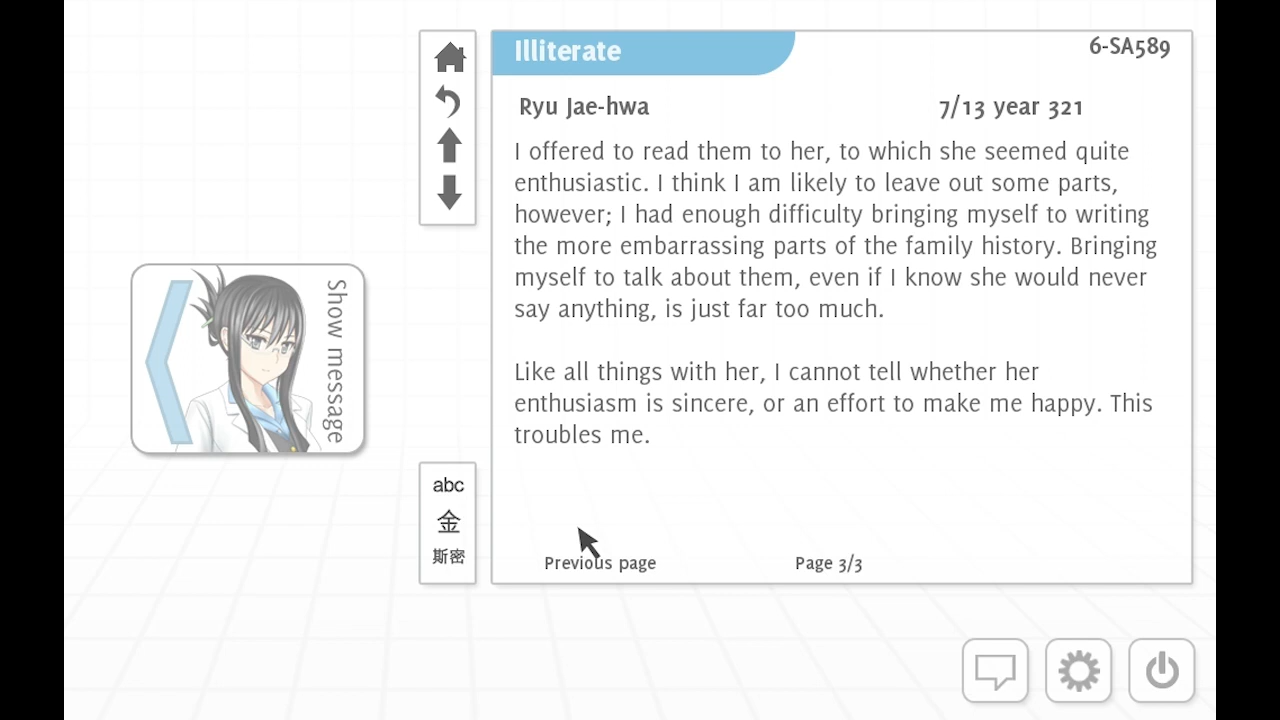 Illiterate
6-SA589
Ryu Jae-hwa
7/13 year 321
I offered to read them to her, to which she seemed quite
enthusiastic. I think I am likely to leave out some parts,
however; I had enough difficulty bringing myself to writing
the more embarrassing parts of the family history. Bringing
myself to talk about them, even if I know she would never
say anything, is just far too much.
Like all things with her, I cannot tell whether her
enthusiasm is sincere, or an effort to make me happy. This
troubles me.
Show message
abc
金
斯密
Previous page
Page 3/3